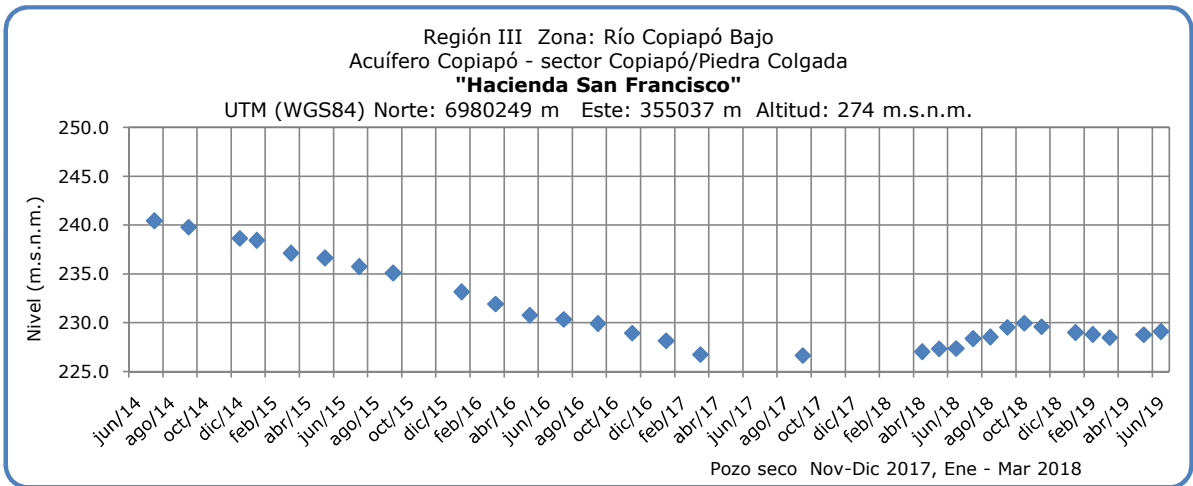 Región III  Zona: Río Copiapó Bajo
Acuífero Copiapó - sector Copiapó/Piedra Colgada
"Hacienda San Francisco"
UTM (WGS84) Norte: 6980249 m   Este: 355037 m  Altitud: 274 m.s.n.m.
Nivel (m.s.n.m.)
250.0
245.0
240.0
235.0
230.0
225.0
jun/14
ago/14
oct/14
dic/14
feb/15
abr/15
jun/15
ago/15
oct/15
dic/15
feb/16
abr/16
jun/16
ago/16
oct/16
dic/16
feb/17
abr/17
jun/17
ago/17
oct/17
dic/17
feb/18
abr/18
jun/18
ago/18
oct/18
dic/18
feb/19
abr/19
jun/19
Pozo seco  Nov-Dic 2017, Ene - Mar 2018